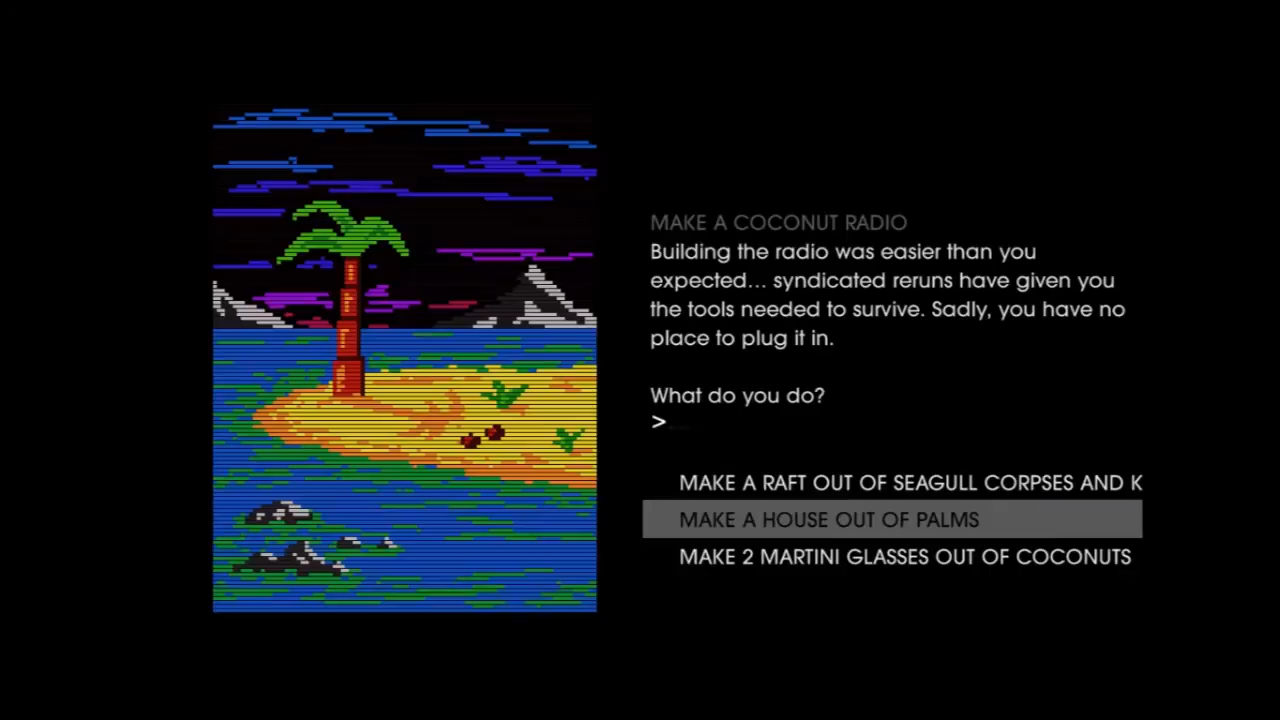 MAKE A COCONUT RADIO
Building the radio was easier than you
expected... syndicated reruns have given you
the tools needed to survive. Sadly, you have no
place to plug it in.
What do you do?
>
MAKE A RAFT OUT OF SEAGULL CORPSES AND K
MAKE A HOUSE OUT OF PALMS
MAKE 2 MARTINI GLASSES OUT OF COCONUTS